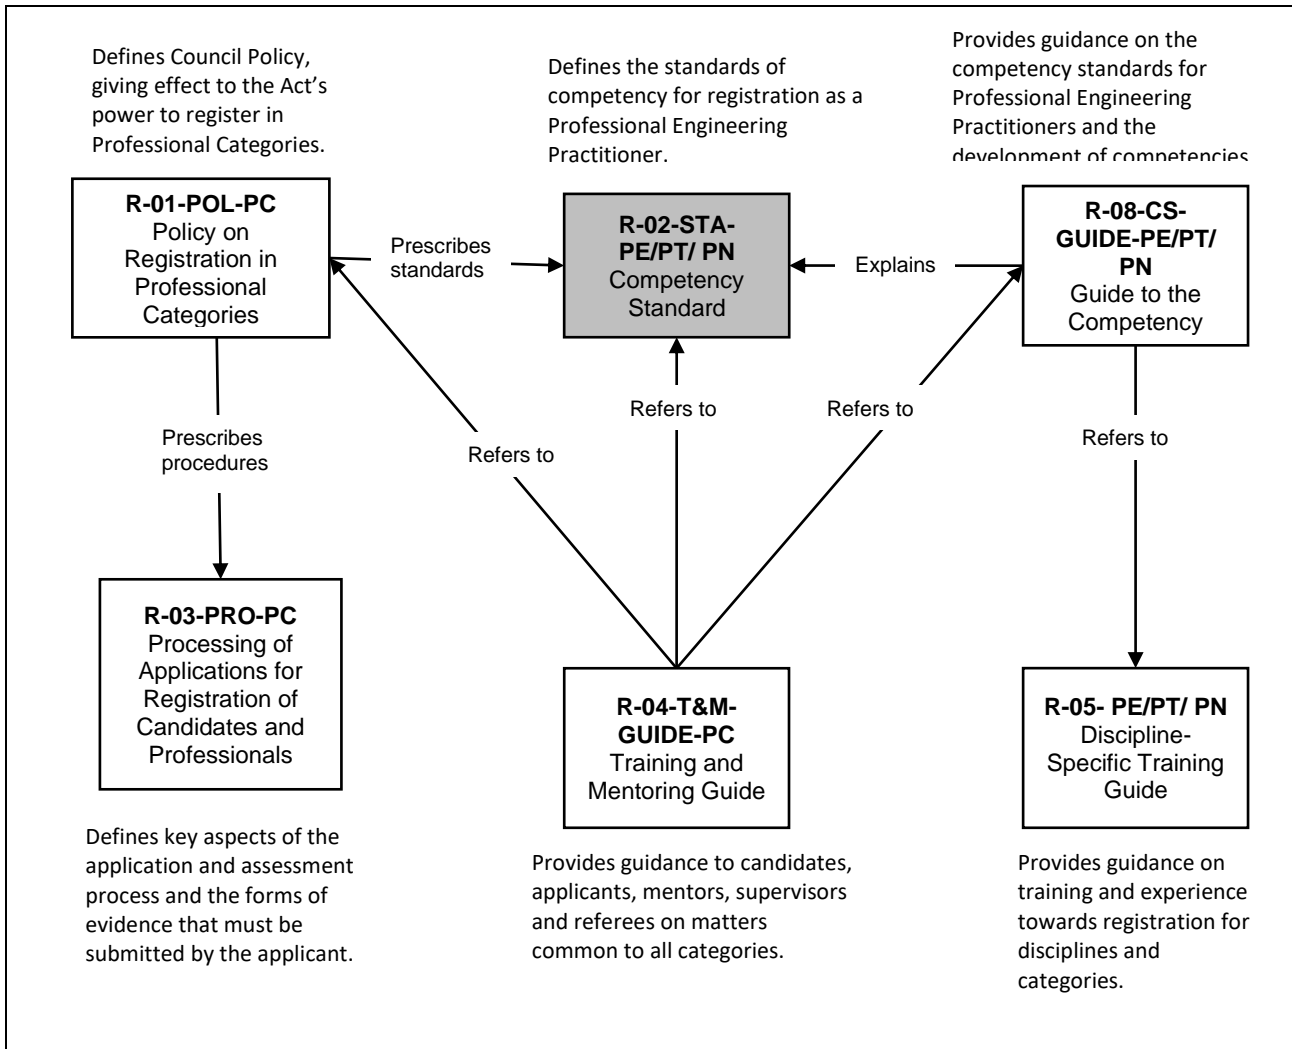 Defines Council Policy,
giving effect to the Act's
power to register in
Professional Categories.
Defines the standards of
competency for registration as a
Professional Engineering
Practitioner.
Provides guidance on the
competency standards for
Professional Engineering
Practitioners and the
development of competencies
R-01-POL-PC
Policy on
Registration in
Professional
Categories
Prescribes
standards
R-02-STA-
PE/PT/ PN
Competency
Standard
Explains
R-08-CS-
GUIDE-PE/PT/
PN
Guide to the
Competency
Prescribes
procedures
Refers to
Refers to
Refers to
Refers to
R-03-PRO-PC
Processing of
Applications for
Registration of
Candidates and
Professionals
R-04-T&M-
GUIDE-PC
Training and
Mentoring Guide
R-05- PE/PT/ PN
Discipline-
Specific Training
Guide
Defines key aspects of the
application and assessment
process and the forms of
evidence that must be
submitted by the applicant.
Provides guidance to candidates,
applicants, mentors, supervisors
and referees on matters
common to all categories.
Provides guidance on
training and experience
towards registration for
disciplines and
categories.